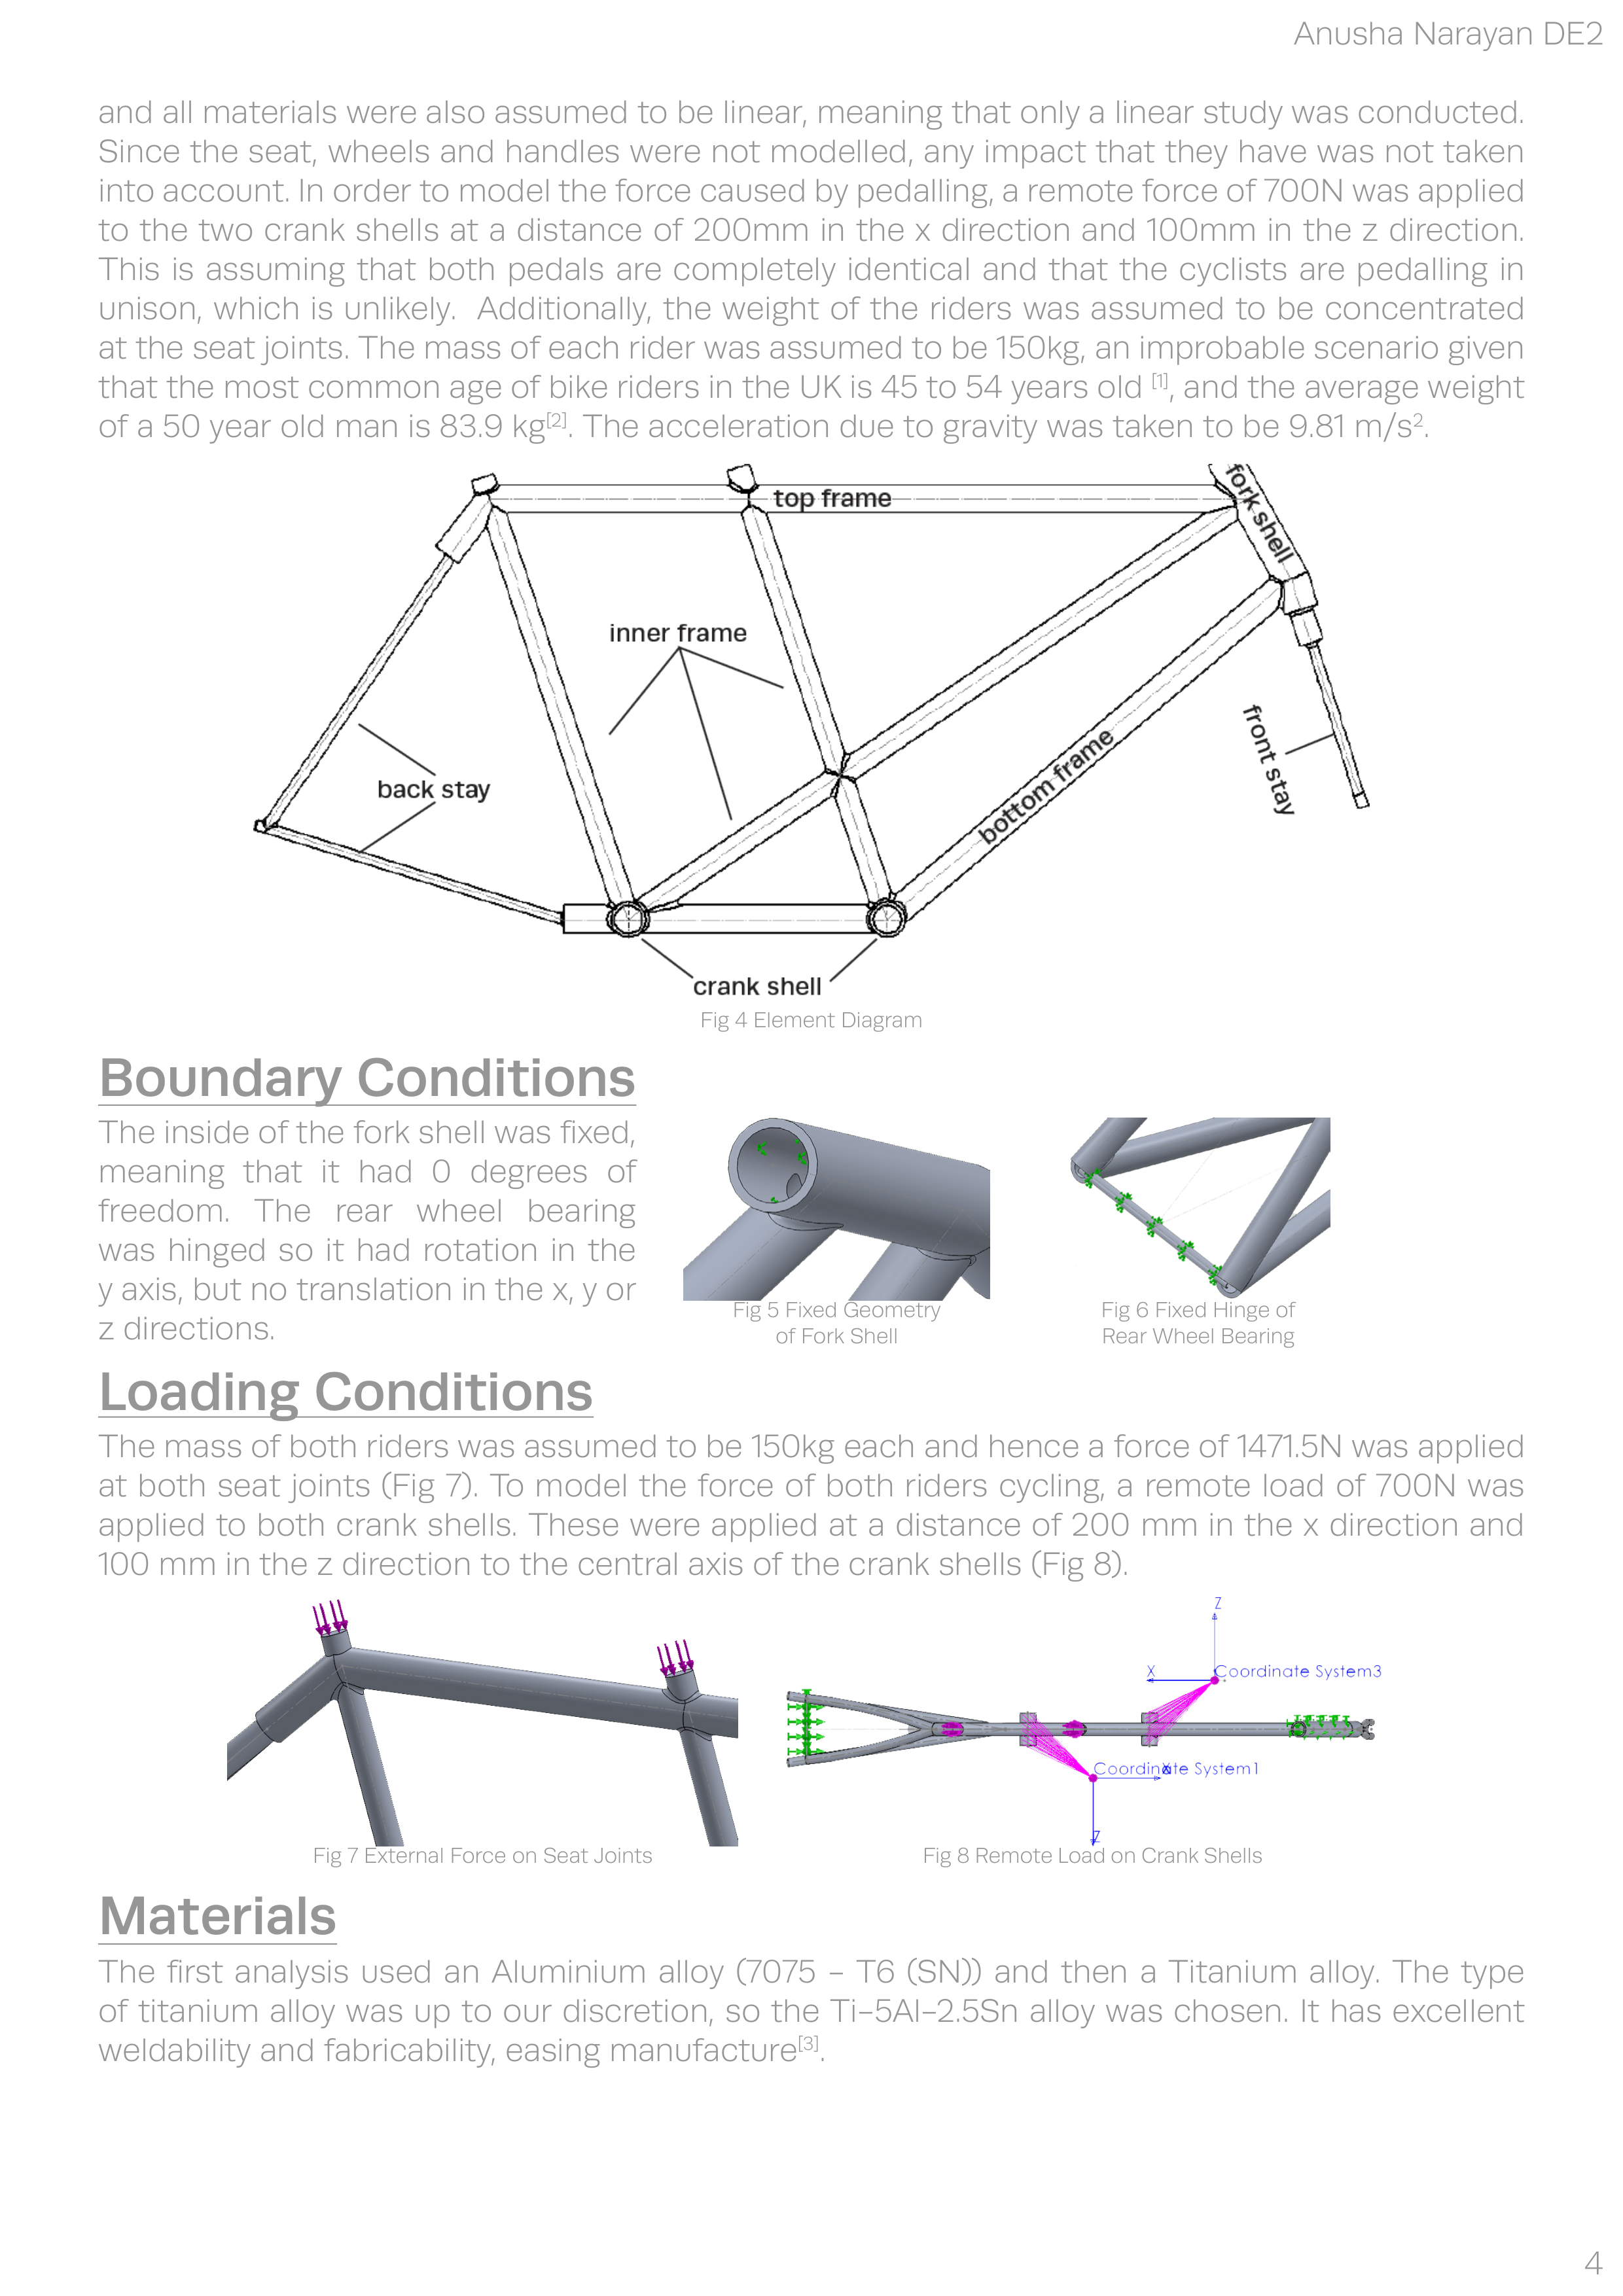 Anusha Narayan DE2
and all materials were also assumed to be linear, meaning that only a linear study was conducted.
Since the seat, wheels and handles were not modelled, any impact that they have was not taken
into account. In order to model the force caused by pedalling, a remote force of 700N was applied
to the two crank shells at a distance of 200mm in the x direction and 100mm in the z direction.
This is assuming that both pedals are completely identical and that the cyclists are pedalling in
unison, which is unlikely.  Additionally, the weight of the riders was assumed to be concentrated
at the seat joints. The mass of each rider was assumed to be 150kg, an improbable scenario given
that the most common age of bike riders in the UK is 45 to 54 years old [1], and the average weight
of a 50 year old man is 83.9 kg[2]. The acceleration due to gravity was taken to be 9.81 m/s2.
top frame
fork shell
inner frame
back stay
bottom frame
front stay
crank shell
Fig 4 Element Diagram
Boundary Conditions
The inside of the fork shell was fixed,
meaning that it had 0 degrees of
freedom. The rear wheel bearing
was hinged so it had rotation in the
y axis, but no translation in the x, y or
z directions.
Fig 5 Fixed Geometry
of Fork Shell
Fig 6 Fixed Hinge of
Rear Wheel Bearing
Loading Conditions
The mass of both riders was assumed to be 150kg each and hence a force of 1471.5N was applied
at both seat joints (Fig 7). To model the force of both riders cycling, a remote load of 700N was
applied to both crank shells. These were applied at a distance of 200 mm in the x direction and
100 mm in the z direction to the central axis of the crank shells (Fig 8).
Z
X
Coordinate System3
Coordinate System1
X
Z
Fig 7 External Force on Seat Joints
Fig 8 Remote Load on Crank Shells
Materials
The first analysis used an Aluminium alloy (7075 – T6 (SN)) and then a Titanium alloy. The type
of titanium alloy was up to our discretion, so the Ti–5Al–2.5Sn alloy was chosen. It has excellent
weldability and fabricability, easing manufacture[3].
4